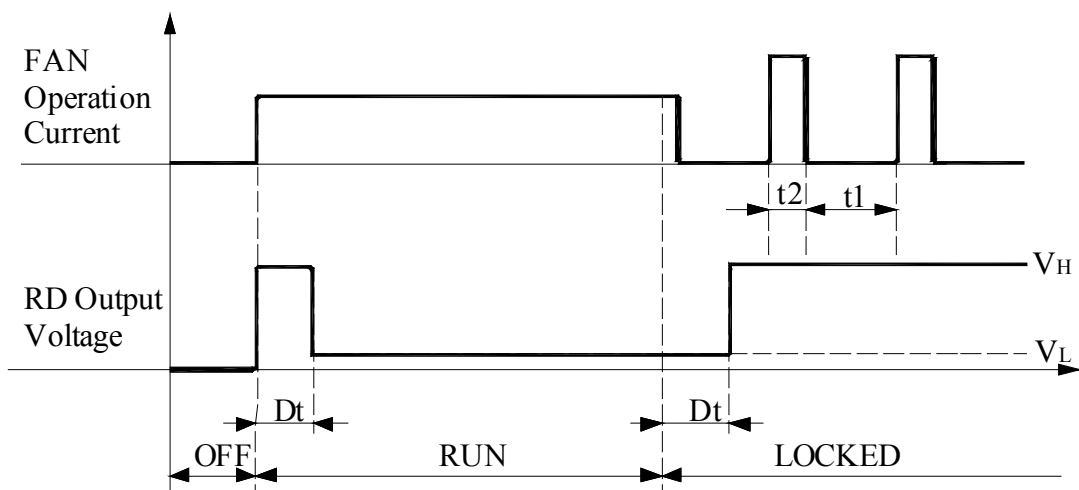 FAN
Operation
Current
t2
t1
VH
RD Output
Voltage
VL
Dt
Dt
OFF
RUN
LOCKED